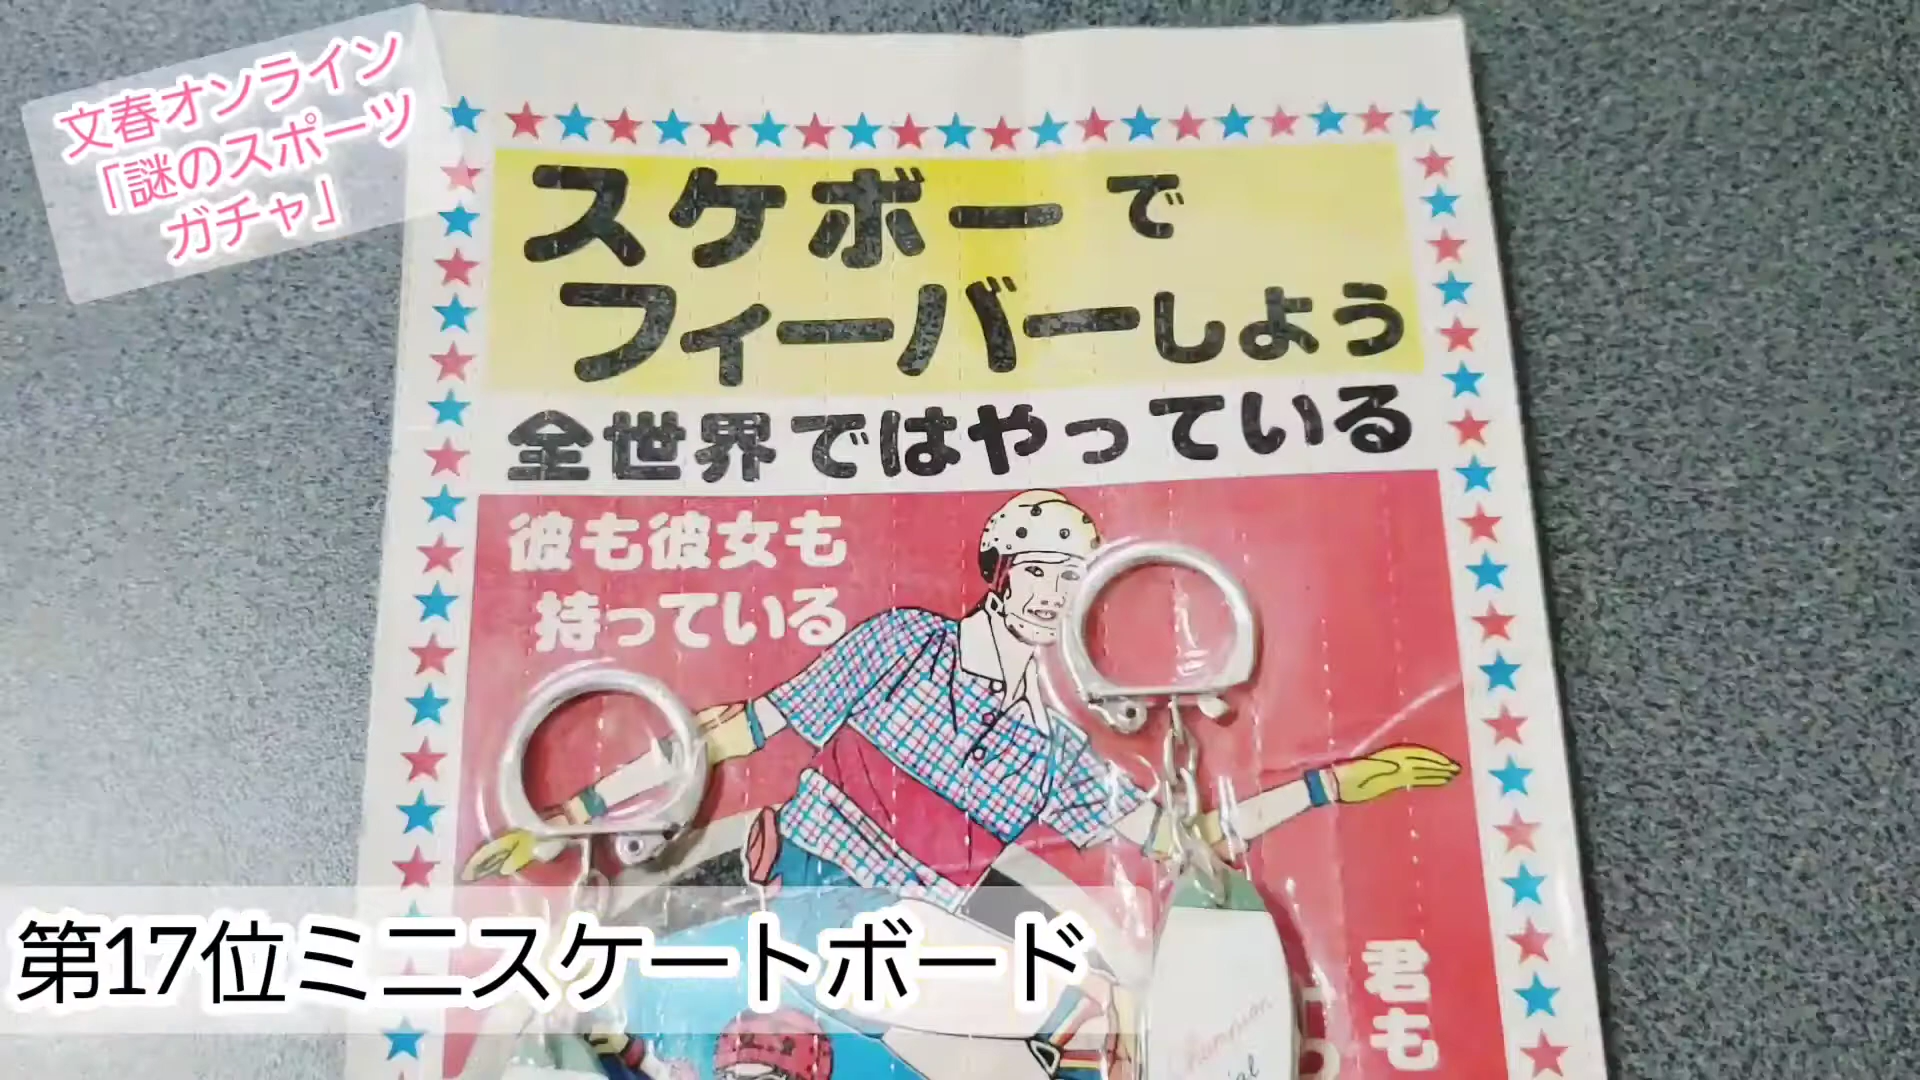 文春オンライン
「謎のスポーツ
ガチャ」
スケボーで
フィーバーしよう
全世界ではやっている
彼も彼女も
持っている
君も
第17位ミニスケートボード